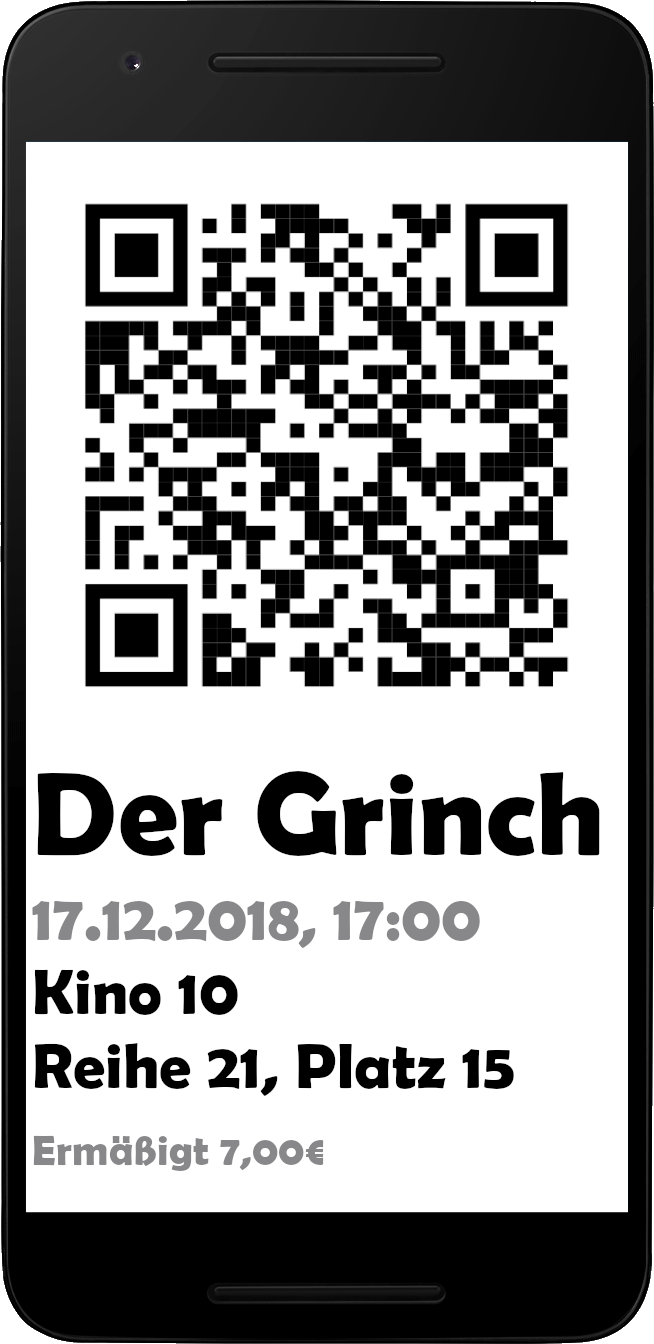 Der Grinch
17.12.2018, 17:00
Kino 10
Reihe 21, Platz 15
Ermäßigt 7,00€